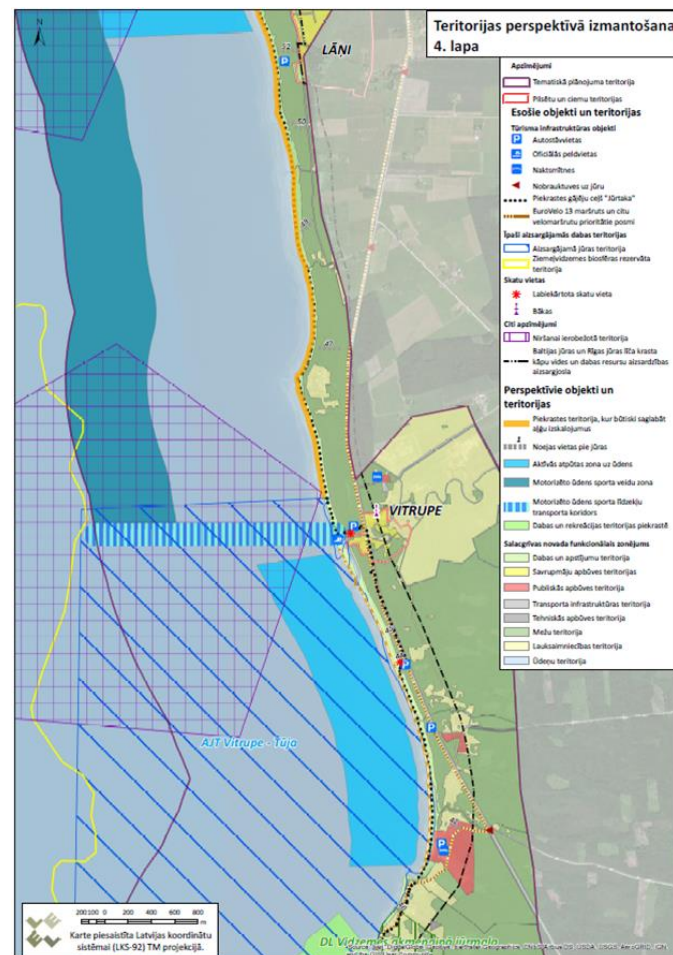 Teritorijas perspektīvā izmantošana
4. lapa
Apzīmējumi
Tematiskā plānojuma teritorija
Pilsētu un ciemu teritorijas
Esošie objekti un teritorijas
Tūrisma infrastruktūras objekti
Autostāvvietas
Oficiālās peldvietas
Naktsmītnes
Nobrauktuves uz jūru
Piekrastes gājēju ceļš "Jūrtaka"
EuroVelo 13 maršruts un citu
velomaršrutu prioritātie posmi
Īpaši aizsargājamās dabas teritorijas
Aizsargājamā jūras teritorija
Ziemeļvidzemes biosfēras rezervāta
teritorija
Skatu vietas
Labiekārtota skatu vieta
Bākas
Citi apzīmējumi
Niršanai ierobežotā teritorija
Baltijas jūras un Rīgas jūras līča krasta
kāpu vides un dabas resursu aizsardzības
aizsargjosla
Perspektīvie objekti un
teritorijas
Piekrastes teritorija, kur būtiski saglabāt
aļģu izskalojumus
Noejas vietas pie jūras
Aktīvās atpūtas zona uz ūdens
Motorizēto ūdens sporta veidu zona
Motorizēto ūdens sporta līdzekļu
transporta koridors
Dabas un rekreācijas teritorijas piekrastē
Salacgrīvas novada funkcionālais zonējums
Dabas un apstījumu teritorija
Savrupmāju apbūves teritorijas
Publiskās apbūves teritorija
Transporta infrastruktūras teritorija
Tehniskās apbūves teritorija
Mežu teritorija
Lauksaimniecības teritorija
Ūdeņu teritorija
N
LĀŅI
P
VITRUPE
P
P
P
AJT Vitrupe - Tūja
P
DL Vidzemes akmeņainā jūrmala
200 100 0 200 400 600 800
m
Karte piesaistīta Latvijas koordinātu
sistēmai (LKS-92) TM projekcijā.